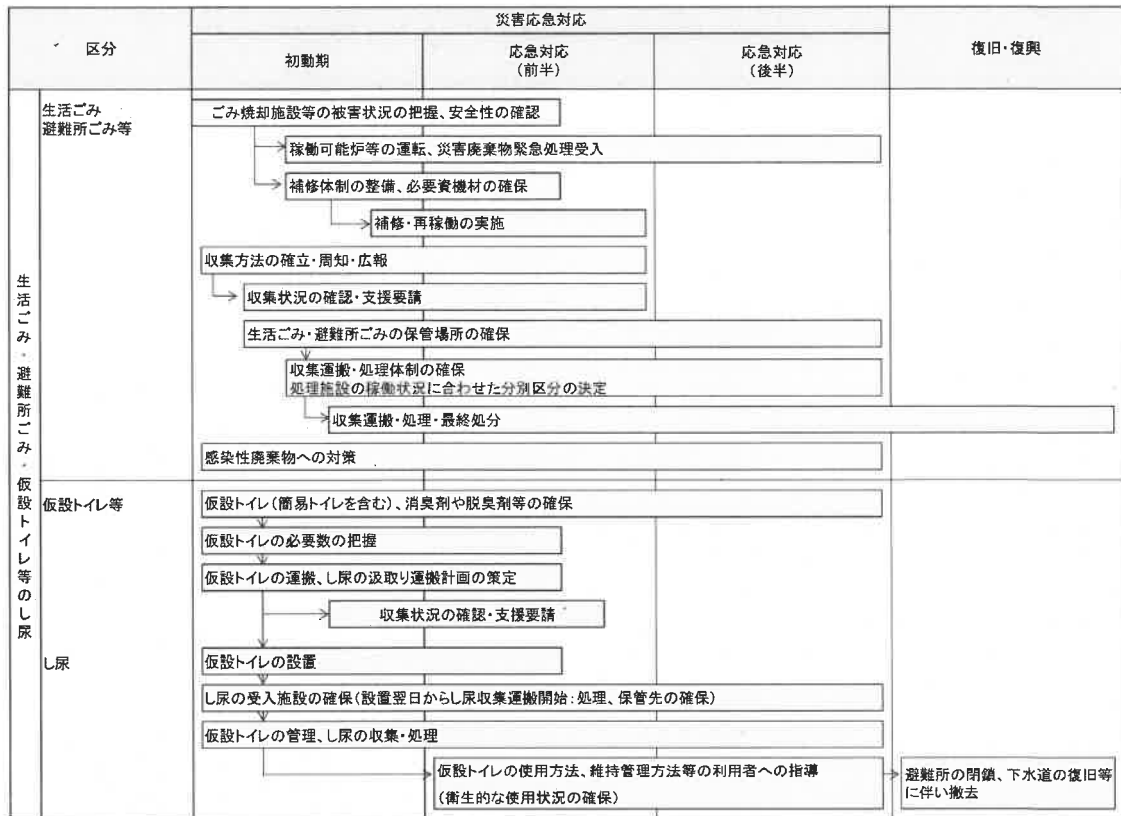 区分
災害応急対応
初動期
応急対応
(前半)
応急対応
(後半)
復旧・復興
生活ごみ・避難所ごみ・仮設トイレ等のし尿
生活ごみ
避難所ごみ等
ごみ焼却施設等の被害状況の把握、安全性の確認
稼働可能炉等の運転、災害廃棄物緊急処理受入
補修体制の整備、必要資機材の確保
補修・再稼働の実施
収集方法の確立・周知・広報
収集状況の確認・支援要請
生活ごみ・避難所ごみの保管場所の確保
収集運搬・処理体制の確保
処理施設の稼働状況に合わせた分別区分の決定
収集運搬・処理・最終処分
感染性廃棄物への対策
仮設トイレ等
仮設トイレ(簡易トイレを含む)、消臭剤や脱臭剤等の確保
仮設トイレの必要数の把握
仮設トイレの運搬、し尿の汲取り運搬計画の策定
収集状況の確認・支援要請
し尿
仮設トイレの設置
し尿の受入施設の確保(設置翌日からし尿収集運搬開始:処理、保管先の確保)
仮設トイレの管理、し尿の収集・処理
仮設トイレの使用方法、維持管理方法等の利用者への指導
(衛生的な使用状況の確保)
避難所の閉鎖、下水道の復旧等
に伴い撤去